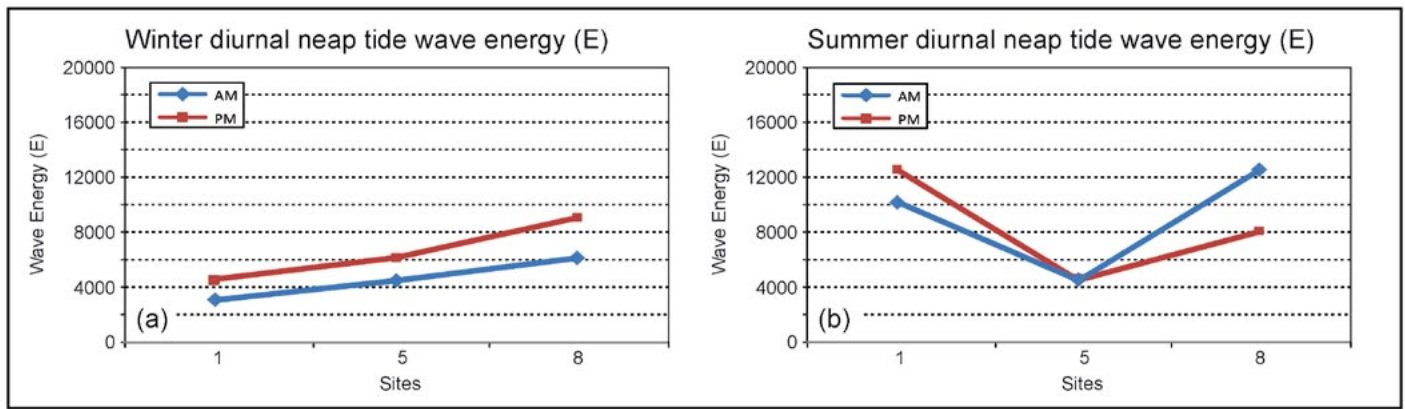 Winter diurnal neap tide wave energy (E)
20000
16000
12000
8000
4000
0
Wave Energy (E)
AM
PM
(a)
1 5 8
Sites
Summer diurnal neap tide wave energy (E)
20000
16000
12000
8000
4000
0
Wave Energy (E)
AM
PM
(b)
1 5 8
Sites